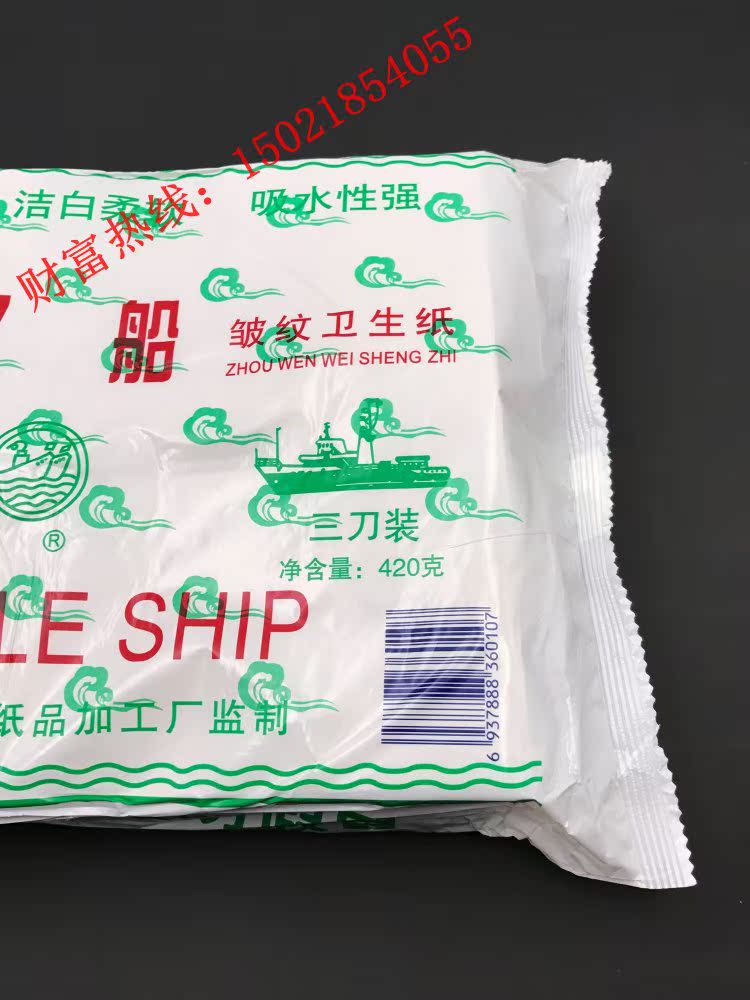 财富热线：15021854055
洁白柔软 吸水性强
船 皱纹卫生纸
ZHOU WEN WEI SHENG ZHI
®
三刀装
净含量：420克
LE SHIP
纸品加工厂监制
6 937888 360107